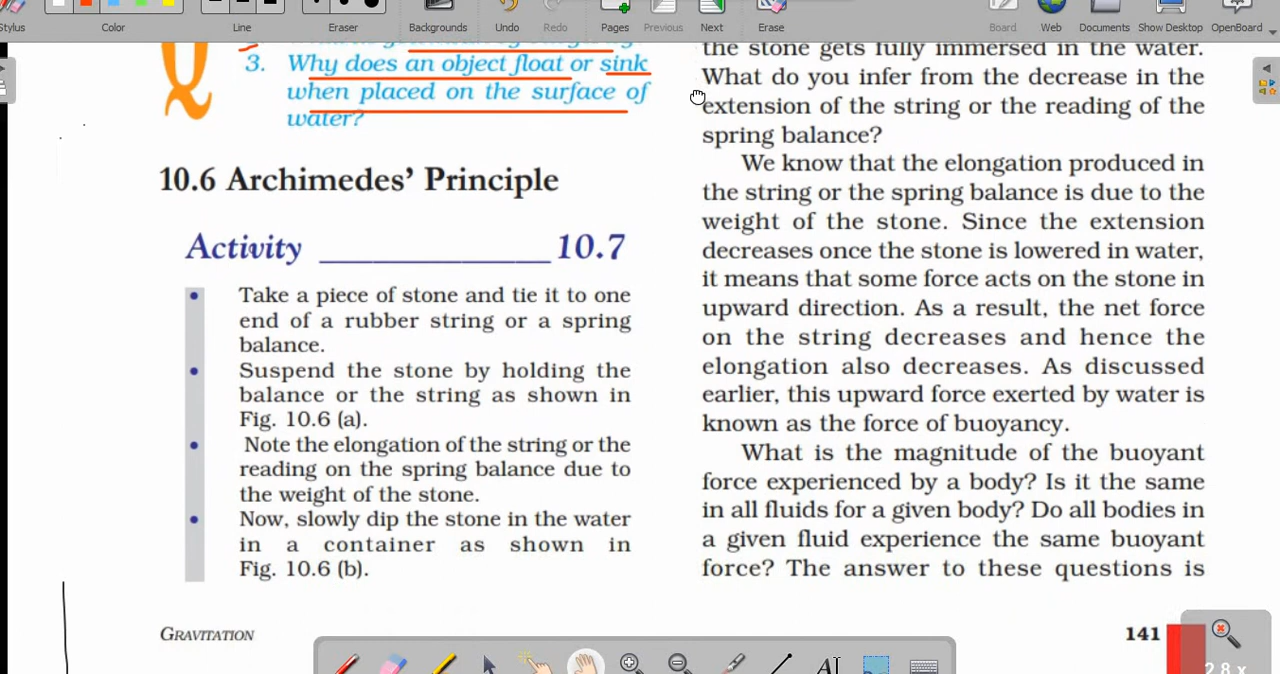 Stylus
Color
Line
Eraser
Backgrounds
Undo
Redo
Pages
Previous
Next
Erase
Board
Web
Documents
Show Desktop
OpenBoard
3. Why does an object float or sink
when placed on the surface of
water?
10.6 Archimedes’ Principle
Activity ______________ 10.7
• Take a piece of stone and tie it to one
end of a rubber string or a spring
balance.
• Suspend the stone by holding the
balance or the string as shown in
Fig. 10.6 (a).
• Note the elongation of the string or the
reading on the spring balance due to
the weight of the stone.
• Now, slowly dip the stone in the water
in a container as shown in
Fig. 10.6 (b).
the stone gets fully immersed in the water.
What do you infer from the decrease in the
extension of the string or the reading of the
spring balance?
We know that the elongation produced in
the string or the spring balance is due to the
weight of the stone. Since the extension
decreases once the stone is lowered in water,
it means that some force acts on the stone in
upward direction. As a result, the net force
on the string decreases and hence the
elongation also decreases. As discussed
earlier, this upward force exerted by water is
known as the force of buoyancy.
What is the magnitude of the buoyant
force experienced by a body? Is it the same
in all fluids for a given body? Do all bodies in
a given fluid experience the same buoyant
force? The answer to these questions is
GRAVITATION
141
2.8 x